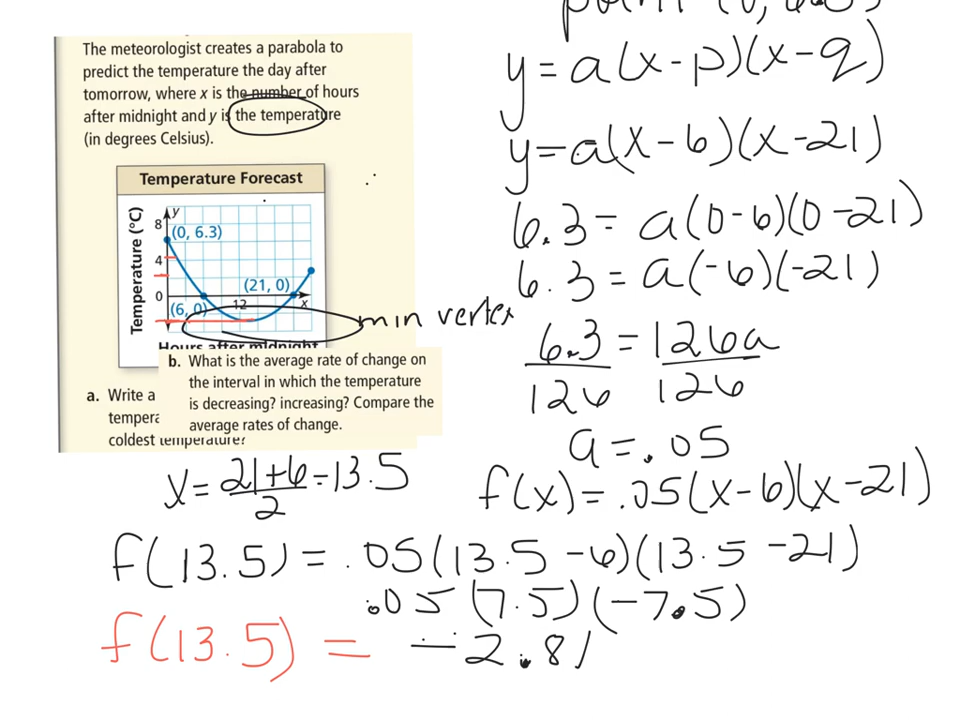 The meteorologist creates a parabola to
predict the temperature the day after
tomorrow, where x is the number of hours
after midnight and y is the temperature
(in degrees Celsius).
Temperature Forecast
Temperature (°C)
y
8
(0, 6.3)
4
0
(21, 0)
(6, 0)
12
x
min vertex
Hours after midnight
b. What is the average rate of change on
the interval in which the temperature
is decreasing? increasing? Compare the
average rates of change.
a. Write a
tempera
coldest temperature?
y = a(x-p)(x-q)
y=a(x-6)(x-21)
6.3 = a(0-6)(0-21)
6.3 = a(-6)(-21)
6.3 = 126a
126 126
a = .05
f(x) = .05(x-6)(x-21)
x = 21+6 = 13.5
2
f(13.5) = .05(13.5-6)(13.5-21)
.05(7.5)(-7.5)
f(13.5) = -2.81